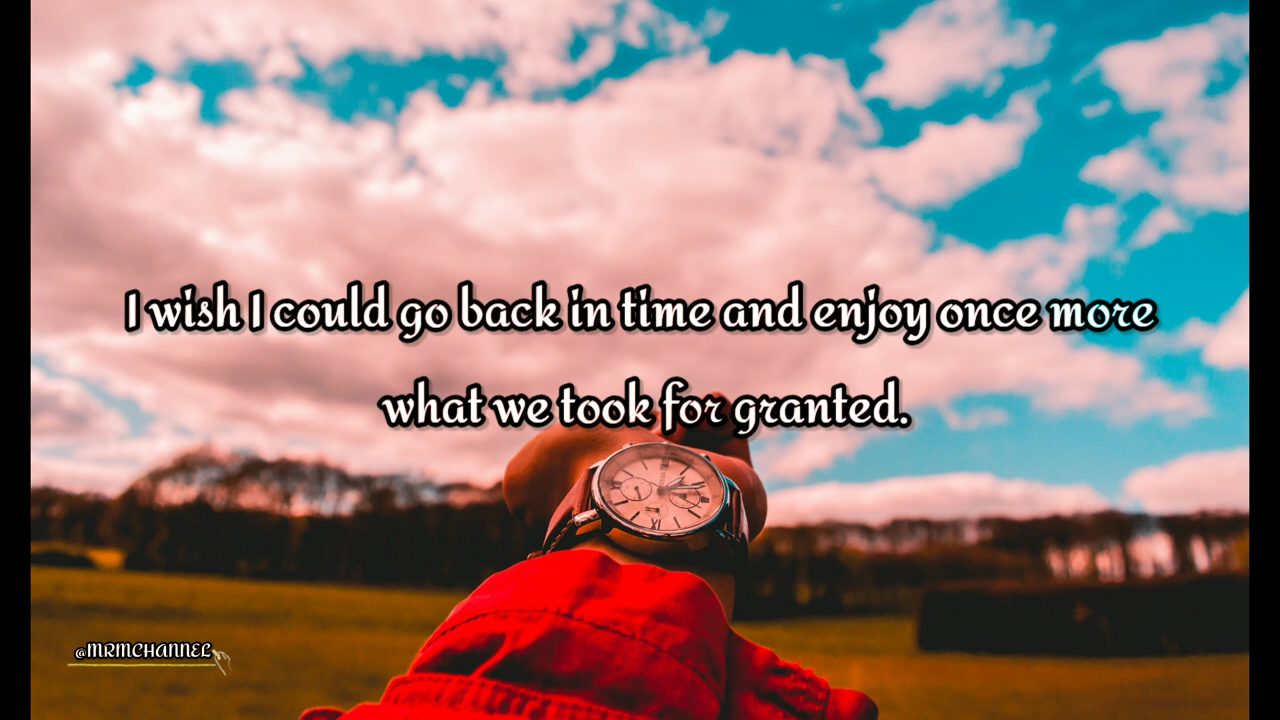 I wish I could go back in time and enjoy once more
what we took for granted.
@MRMCHANNEL